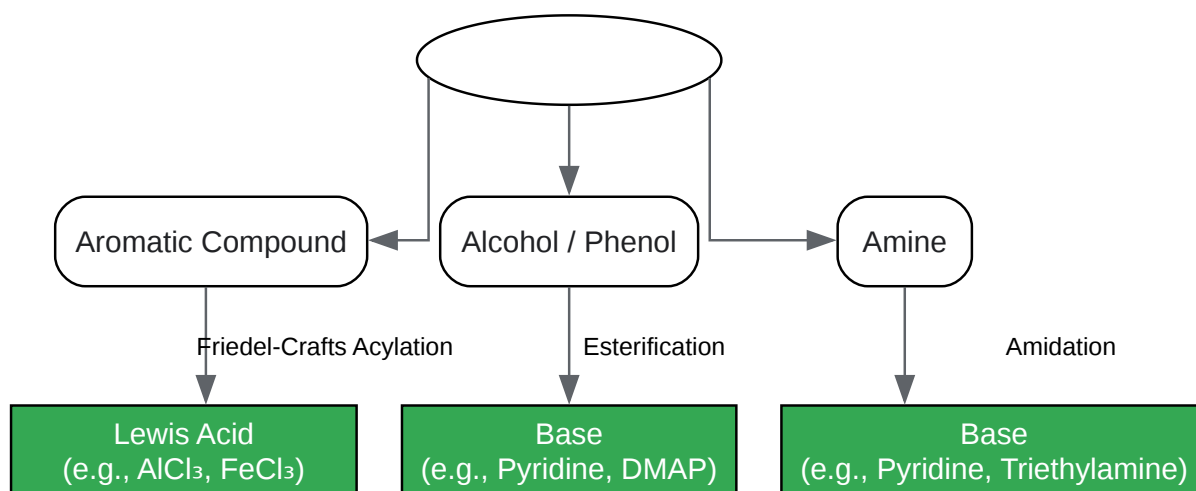 Aromatic Compound
Alcohol / Phenol
Amine
Friedel-Crafts Acylation
Esterification
Amidation
Lewis Acid
(e.g., AlCl₃, FeCl₃)
Base
(e.g., Pyridine, DMAP)
Base
(e.g., Pyridine, Triethylamine)